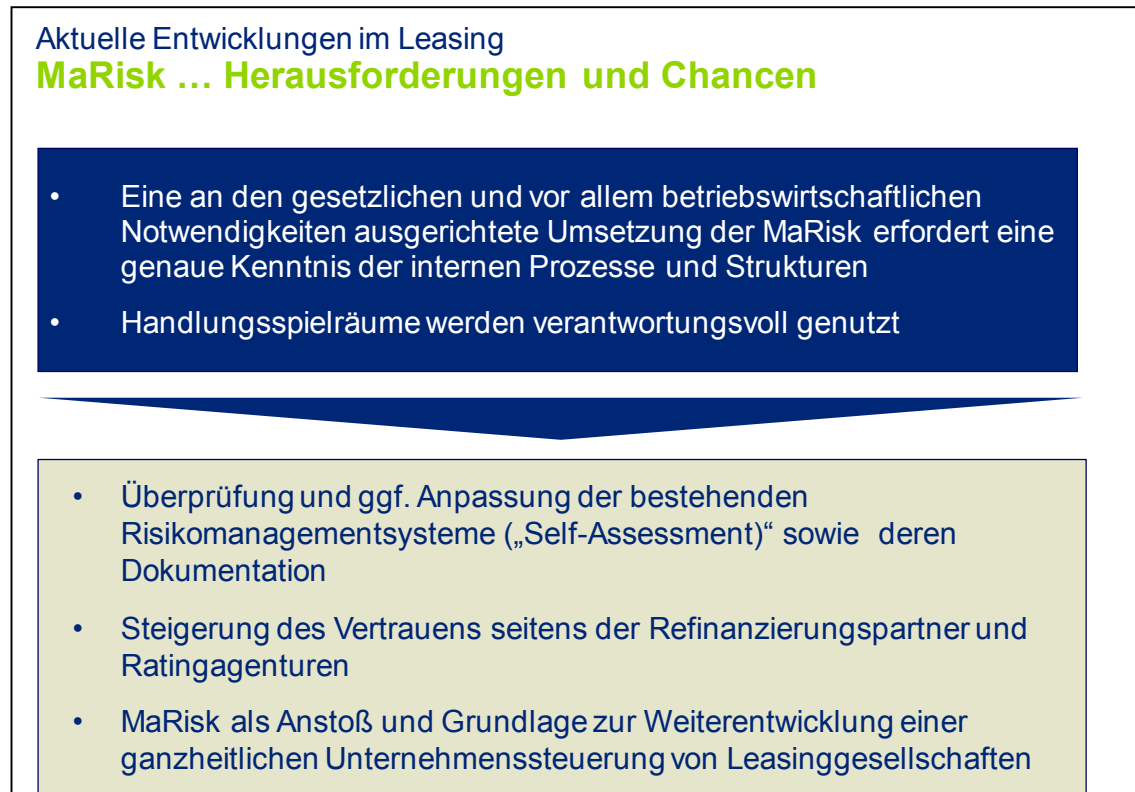 Aktuelle Entwicklungen im Leasing
MaRisk … Herausforderungen und Chancen
• Eine an den gesetzlichen und vor allem betriebswirtschaftlichen
Notwendigkeiten ausgerichtete Umsetzung der MaRisk erfordert eine
genaue Kenntnis der internen Prozesse und Strukturen
• Handlungsspielräume werden verantwortungsvoll genutzt
• Überprüfung und ggf. Anpassung der bestehenden
Risikomanagementsysteme („Self-Assessment)“ sowie deren
Dokumentation
• Steigerung des Vertrauens seitens der Refinanzierungspartner und
Ratingagenturen
• MaRisk als Anstoß und Grundlage zur Weiterentwicklung einer
ganzheitlichen Unternehmenssteuerung von Leasinggesellschaften